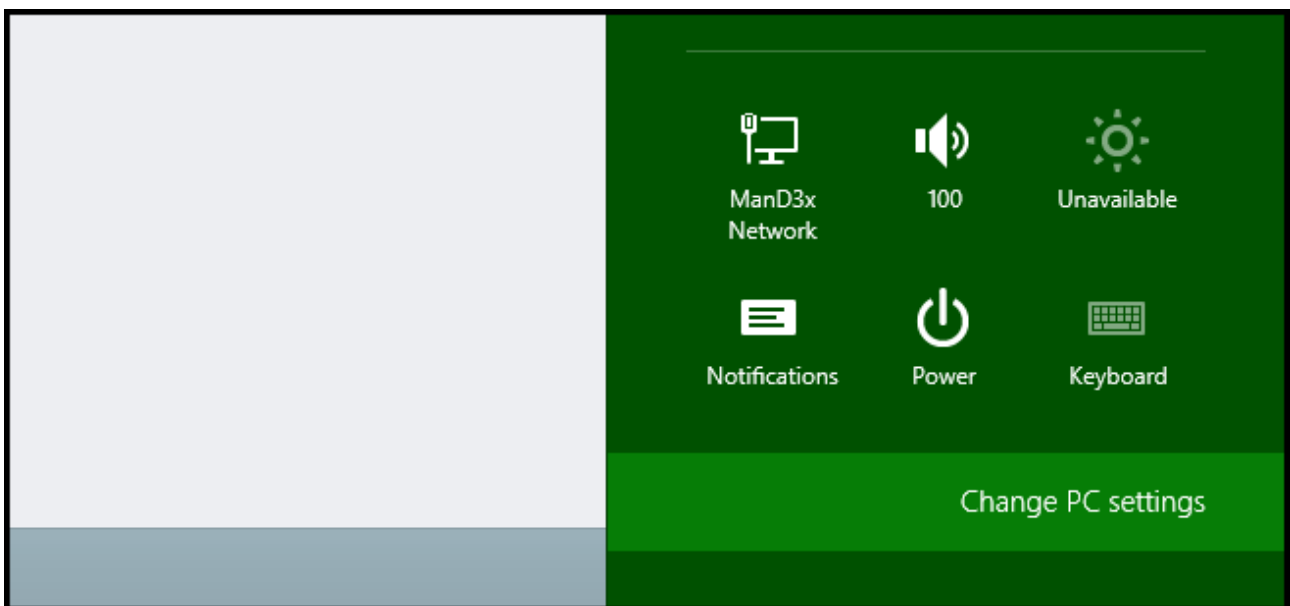 ManD3x
Network
100
Unavailable
Notifications
Power
Keyboard
Change PC settings